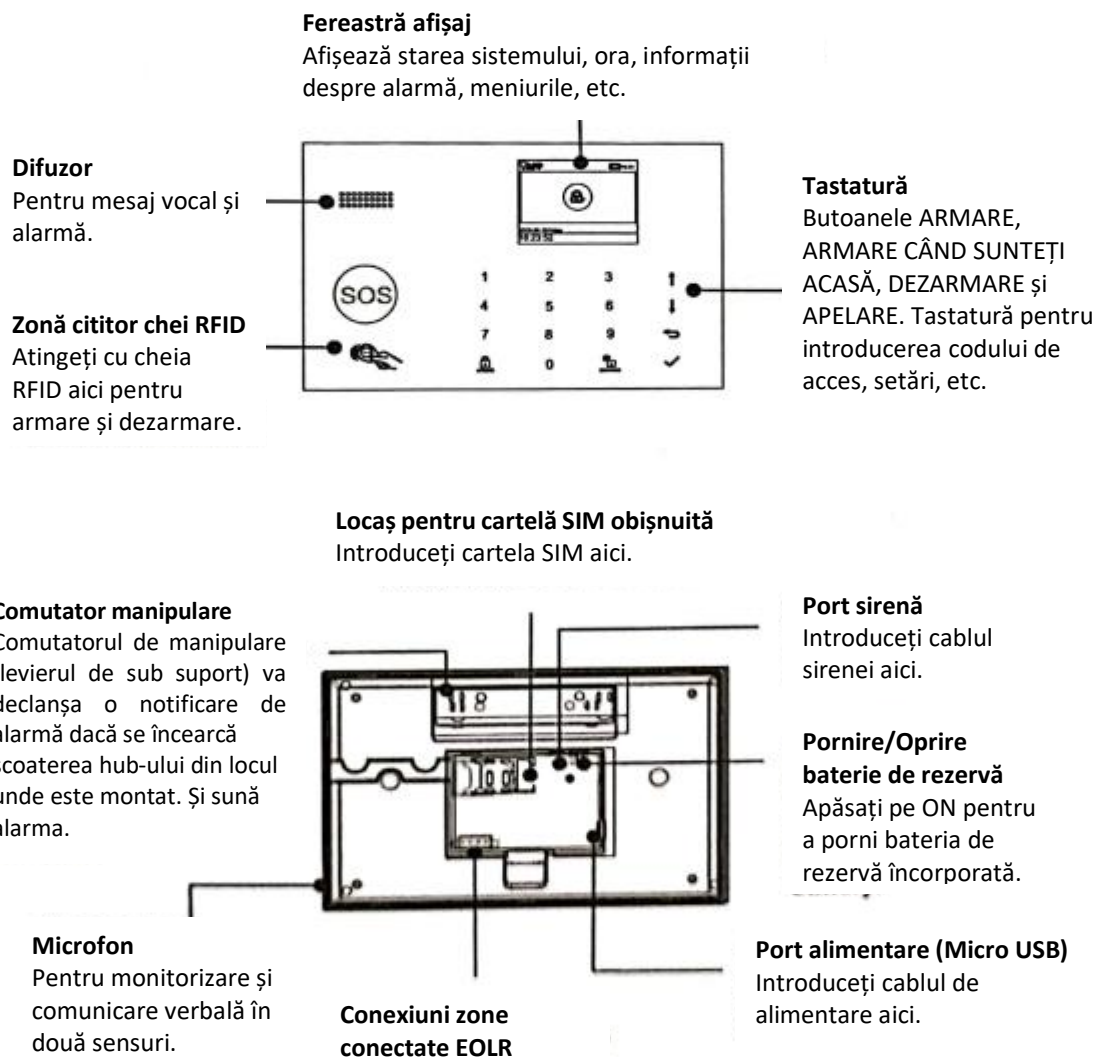 Fereastră afișaj
Afișează starea sistemului, ora, informații
despre alarmă, meniurile, etc.
Difuzor
Pentru mesaj vocal și
alarmă.
Tastatură
Butoanele ARMARE,
ARMARE CÂND SUNTEȚI
ACASĂ, DEZARMARE și
APELARE. Tastatură pentru
introducerea codului de
acces, setări, etc.
SOS
1 2 3
4 5 6
7 8 9
0
Zonă cititor chei RFID
Atingeți cu cheia
RFID aici pentru
armare și dezarmare.
Locaș pentru cartelă SIM obișnuită
Introduceți cartela SIM aici.
Comutator manipulare
Comutatorul de manipulare
(levierul de sub suport) va
declanșa o notificare de
alarmă dacă se încearcă
scoaterea hub-ului din locul
unde este montat. Și sună
alarma.
Port sirenă
Introduceți cablul
sirenei aici.
Pornire/Oprire
baterie de rezervă
Apăsați pe ON pentru
a porni bateria de
rezervă încorporată.
Microfon
Pentru monitorizare și
comunicare verbală în
două sensuri.
Conexiuni zone
conectate EOLR
Port alimentare (Micro USB)
Introduceți cablul de
alimentare aici.